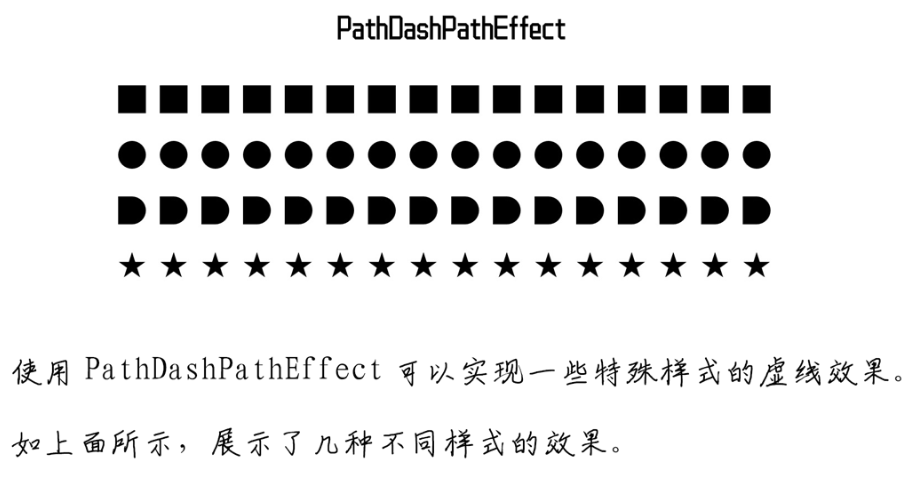 PathDashPathEffect
使用 PathDashPathEffect 可以实现一些特殊样式的虚线效果。
如上面所示，展示了几种不同样式的效果。